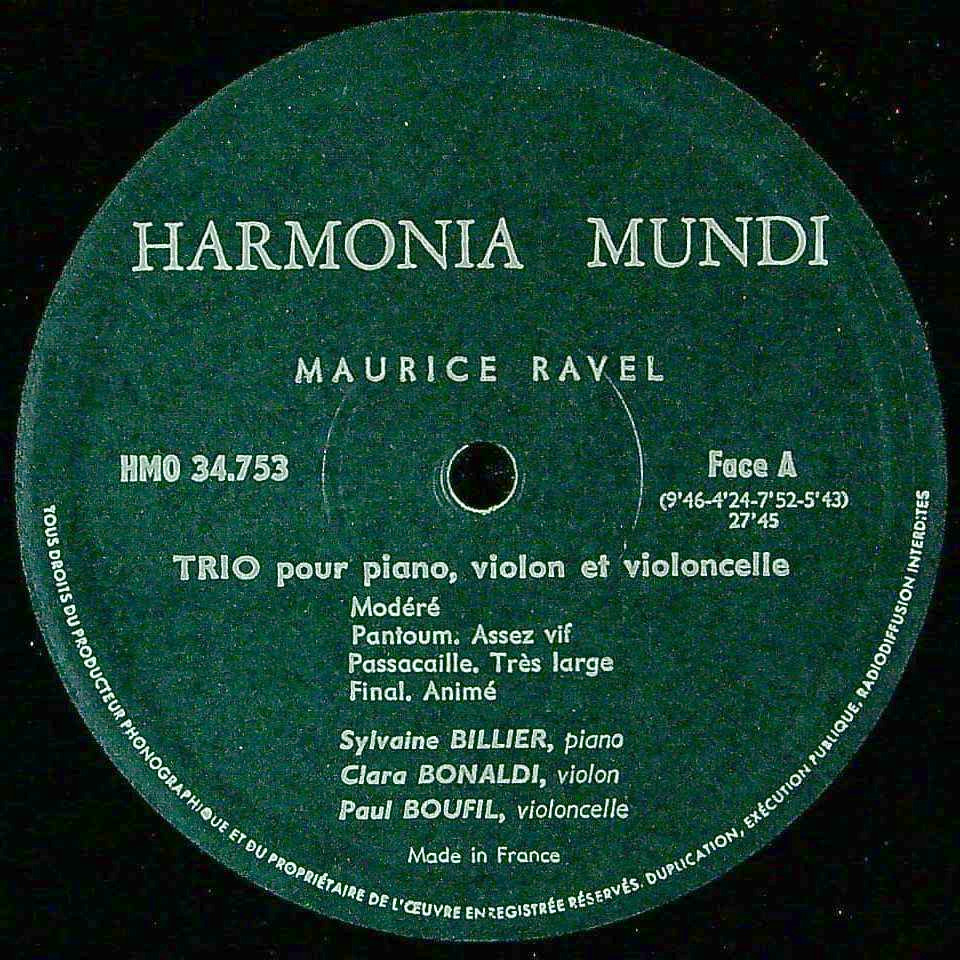 HARMONIA MUNDI
MAURICE RAVEL
HMO 34.753
Face A
(9'46-4'24-7'52-5'43)
27'45
TRIO pour piano, violon et violoncelle
Modéré
Pantoum. Assez vif
Passacaille. Très large
Final. Animé
Sylvaine BILLIER, piano
Clara BONALDI, violon
Paul BOUFIL, violoncelle
Made in France
TOUS DROITS DU PRODUCTEUR PHONOGRAPHIQUE ET DU PROPRIÉTAIRE DE L'ŒUVRE ENREGISTRÉE RÉSERVÉS. DUPLICATION, EXÉCUTION PUBLIQUE, RADIODIFFUSION INTERDITES